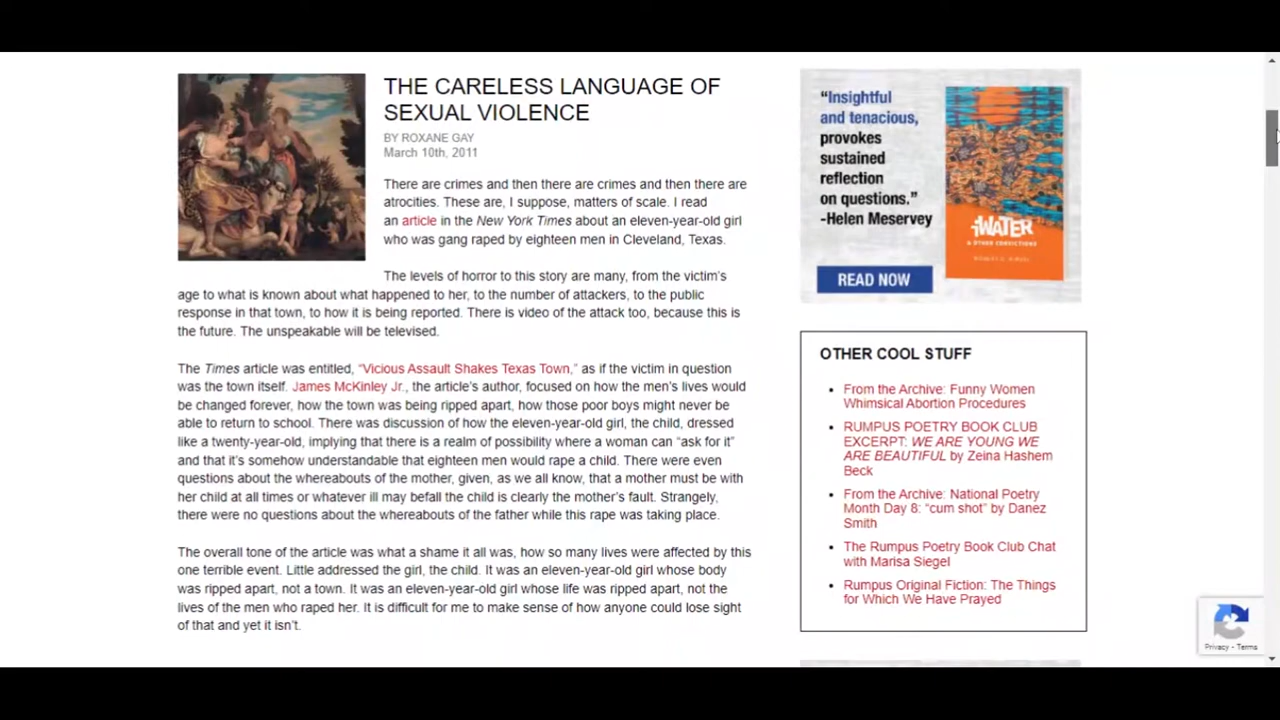 THE CARELESS LANGUAGE OF
SEXUAL VIOLENCE
BY ROXANE GAY
March 10th, 2011
There are crimes and then there are crimes and then there are
atrocities. These are, I suppose, matters of scale. I read
an article in the New York Times about an eleven-year-old girl
who was gang raped by eighteen men in Cleveland, Texas.
The levels of horror to this story are many, from the victim's
age to what is known about what happened to her, to the number of attackers, to the public
response in that town, to how it is being reported. There is video of the attack too, because this is
the future. The unspeakable will be televised.
The Times article was entitled, “Vicious Assault Shakes Texas Town,” as if the victim in question
was the town itself. James McKinley Jr., the article's author, focused on how the men's lives would
be changed forever, how the town was being ripped apart, how those poor boys might never be
able to return to school. There was discussion of how the eleven-year-old girl, the child, dressed
like a twenty-year-old, implying that there is a realm of possibility where a woman can “ask for it”
and that it's somehow understandable that eighteen men would rape a child. There were even
questions about the whereabouts of the mother, given, as we all know, that a mother must be with
her child at all times or whatever ill may befall the child is clearly the mother's fault. Strangely,
there were no questions about the whereabouts of the father while this rape was taking place.
The overall tone of the article was what a shame it all was, how so many lives were affected by this
one terrible event. Little addressed the girl, the child. It was an eleven-year-old girl whose body
was ripped apart, not a town. It was an eleven-year-old girl whose life was ripped apart, not the
lives of the men who raped her. It is difficult for me to make sense of how anyone could lose sight
of that and yet it isn't.
“Insightful
and tenacious,
provokes
sustained
reflection
on questions.”
-Helen Meservey
READ NOW
WATER
& OTHER CONVICTIONS
OTHER COOL STUFF
From the Archive: Funny Women
Whimsical Abortion Procedures
RUMPUS POETRY BOOK CLUB
EXCERPT: WE ARE YOUNG WE
ARE BEAUTIFUL by Zeina Hashem
Beck
From the Archive: National Poetry
Month Day 8: “cum shot” by Danez
Smith
The Rumpus Poetry Book Club Chat
with Marisa Siegel
Rumpus Original Fiction: The Things
for Which We Have Prayed
Privacy - Terms